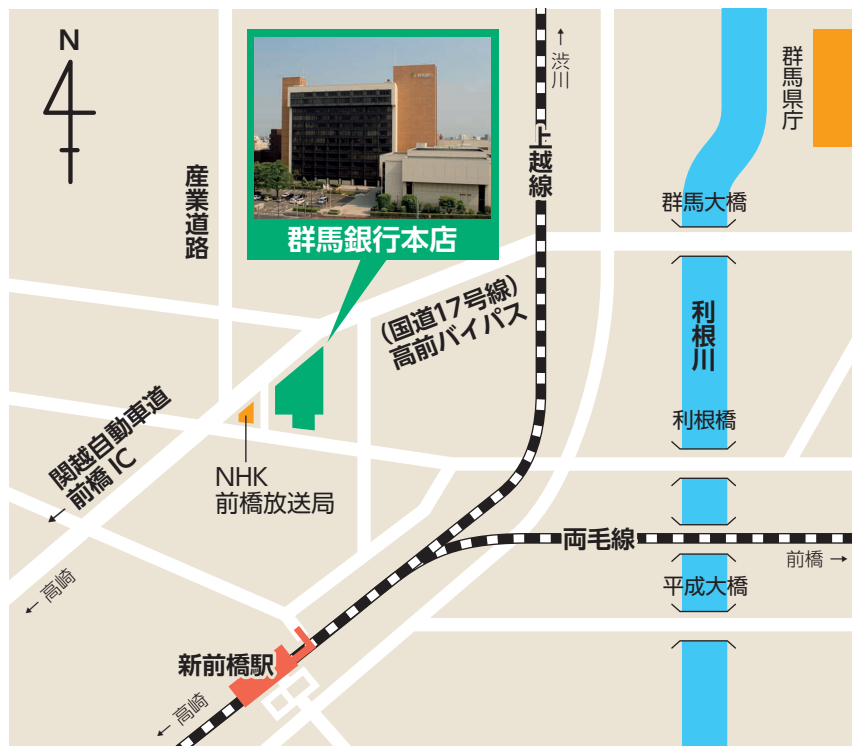 N
↑渋川
群馬県庁
産業道路
上越線
群馬大橋
群馬銀行本店
(国道17号線)
高前バイパス
利根川
利根橋
関越自動車道
前橋IC
←
NHK
前橋放送局
両毛線
前橋→
←高崎
平成大橋
新前橋駅
←高崎